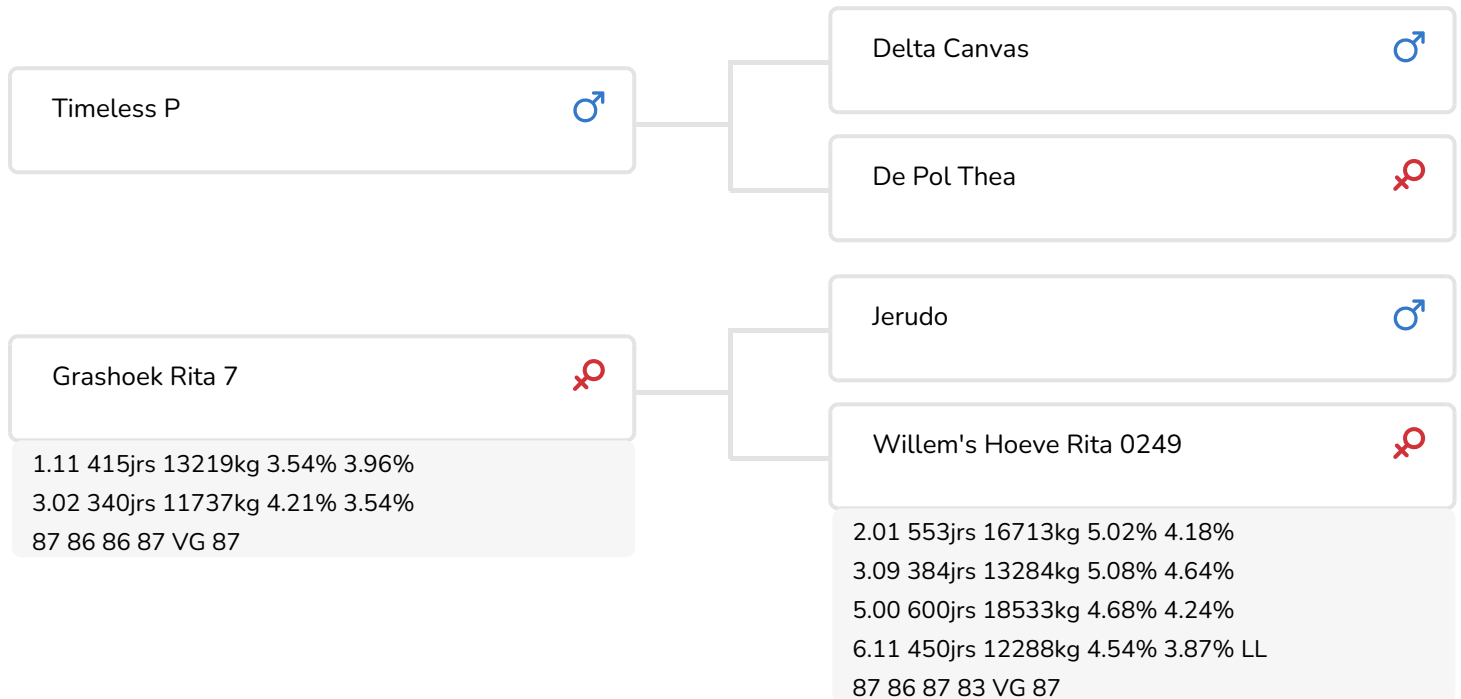 Delta Canvas
Timeless P
De Pol Thea
Jerudo
Grashoek Rita 7
1.11 415jrs 13219kg 3.54% 3.96%
3.02 340jrs 11737kg 4.21% 3.54%
87 86 86 87 VG 87
Willem's Hoeve Rita 0249
2.01 553jrs 16713kg 5.02% 4.18%
3.09 384jrs 13284kg 5.08% 4.64%
5.00 600jrs 18533kg 4.68% 4.24%
6.11 450jrs 12288kg 4.54% 3.87% LL
87 86 87 83 VG 87